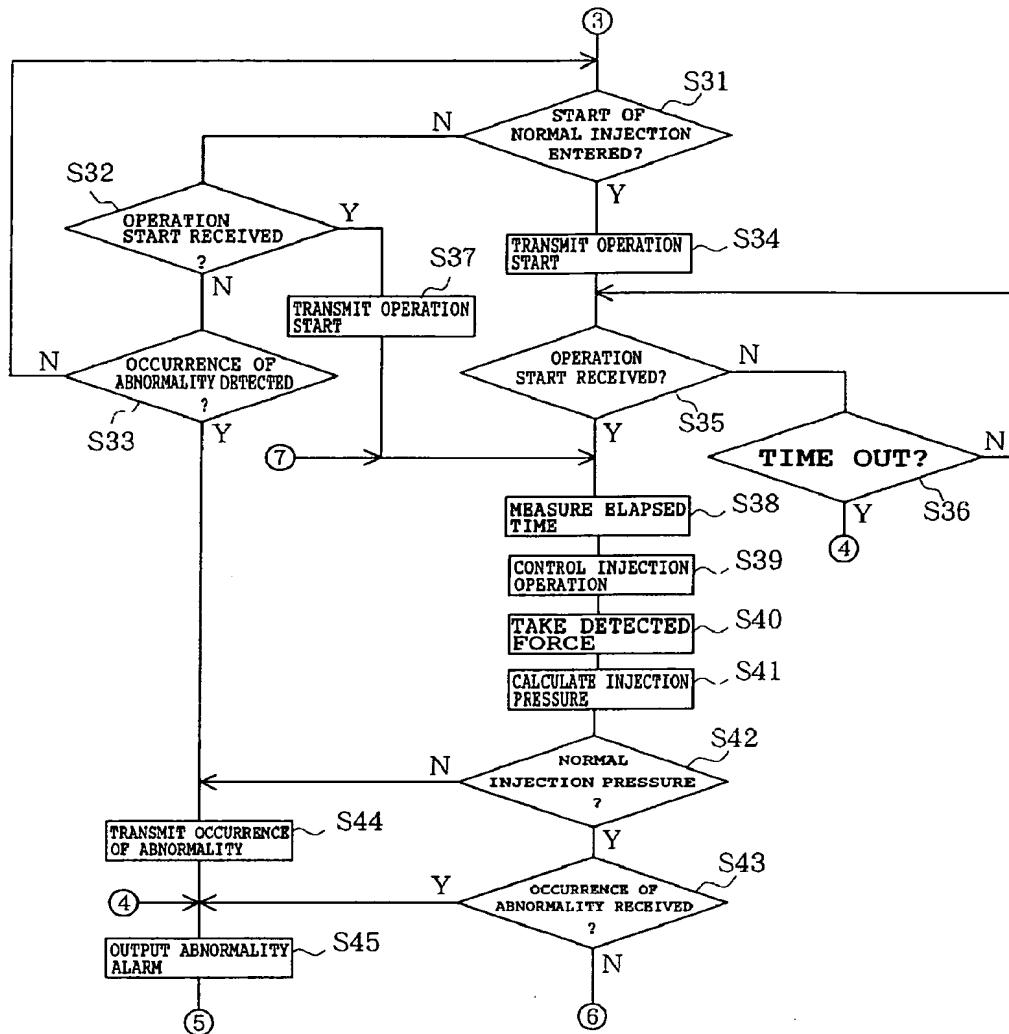 ③
S31
START OF
NORMAL INJECTION
ENTERED?
N
Y
S32
OPERATION
START RECEIVED
?
Y
N
TRANSMIT OPERATION
START
S34
S37
TRANSMIT OPERATION
START
N
OCCURRENCE OF
ABNORMALITY DETECTED
?
S33
Y
OPERATION
START RECEIVED?
N
S35
Y
⑦
TIME OUT?
N
S36
Y
④
MEASURE ELAPSED
TIME
S38
CONTROL INJECTION
OPERATION
S39
TAKE DETECTED
FORCE
S40
CALCULATE INJECTION
PRESSURE
S41
S42
NORMAL
INJECTION PRESSURE
?
N
Y
TRANSMIT OCCURRENCE
OF ABNORMALITY
S44
S43
OCCURRENCE OF
ABNORMALITY RECEIVED
?
Y
N
④
OUTPUT ABNORMALITY
ALARM
S45
⑤
⑥